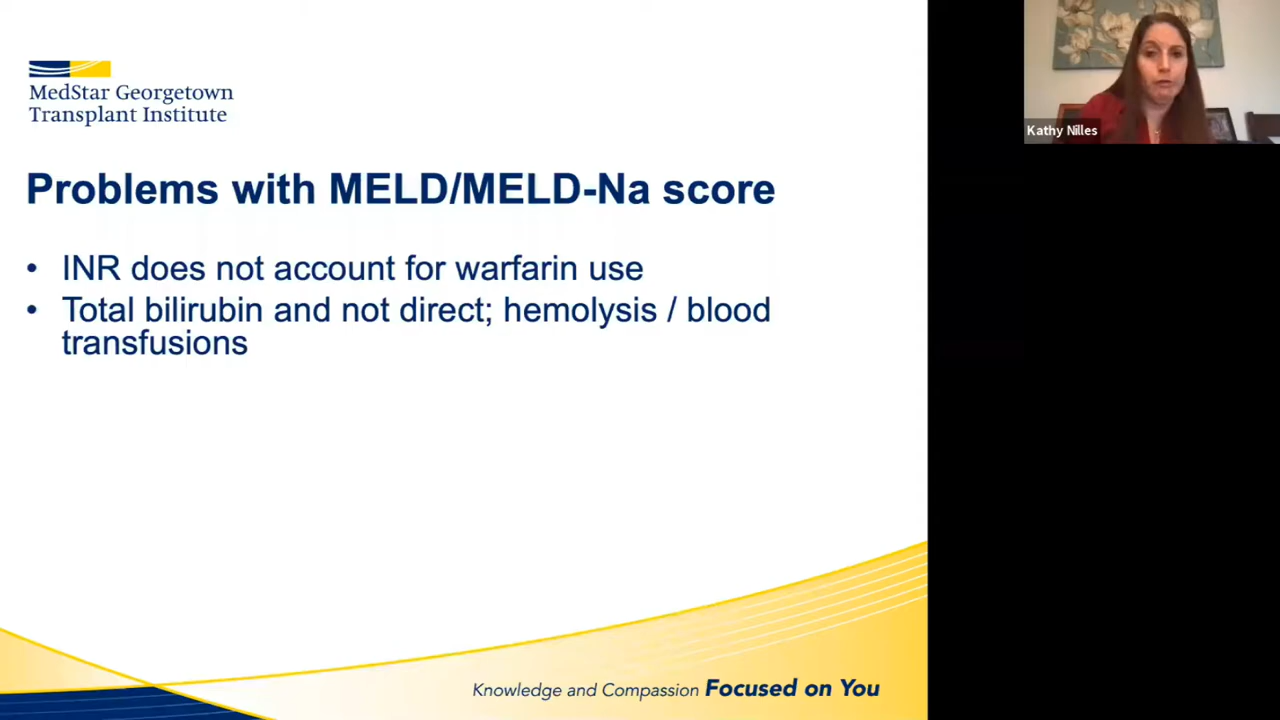 MedStar Georgetown
Transplant Institute
Kathy Nilles
Problems with MELD/MELD-Na score
• INR does not account for warfarin use
• Total bilirubin and not direct; hemolysis / blood
transfusions
Knowledge and Compassion Focused on You